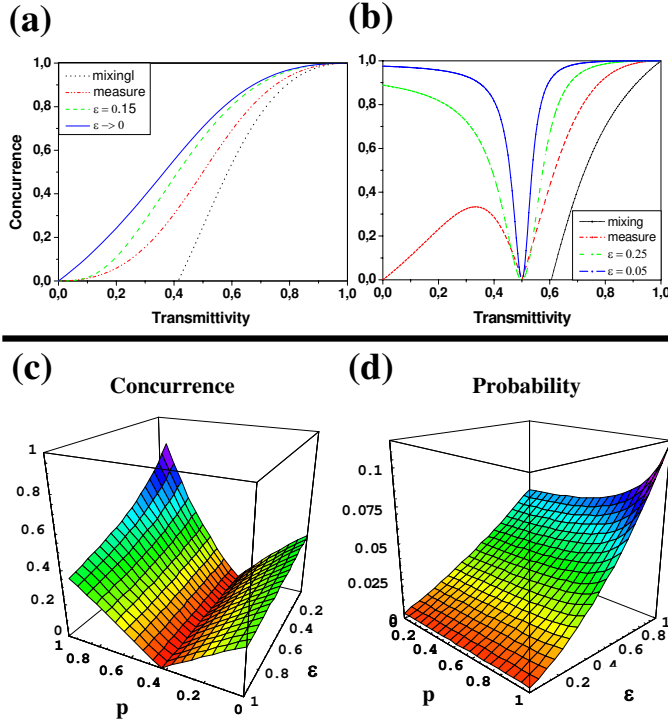 (a)
Concurrence
1,0
0,8
0,6
0,4
0,2
0,0
mixingl
measure
ε = 0.15
ε –> 0
0,0 0,2 0,4 0,6 0,8 1,0
Transmittivity
(b)
1,0
0,8
0,6
0,4
0,2
0,0
mixing
measure
ε = 0.25
ε = 0.05
0,0 0,2 0,4 0,6 0,8 1,0
Transmittivity
(c)
Concurrence
1
0.8
0.6
0.4
0.2
0
1 0.8 0.6 0.4 0.2 0
p
0.2
0.4
0.6
0.8
1
ε
(d)
Probability
0.1
0.075
0.05
0.025
0
0.2 0.4 0.6 0.8 1
p
0.2
0.4
0.6
0.8
1
ε